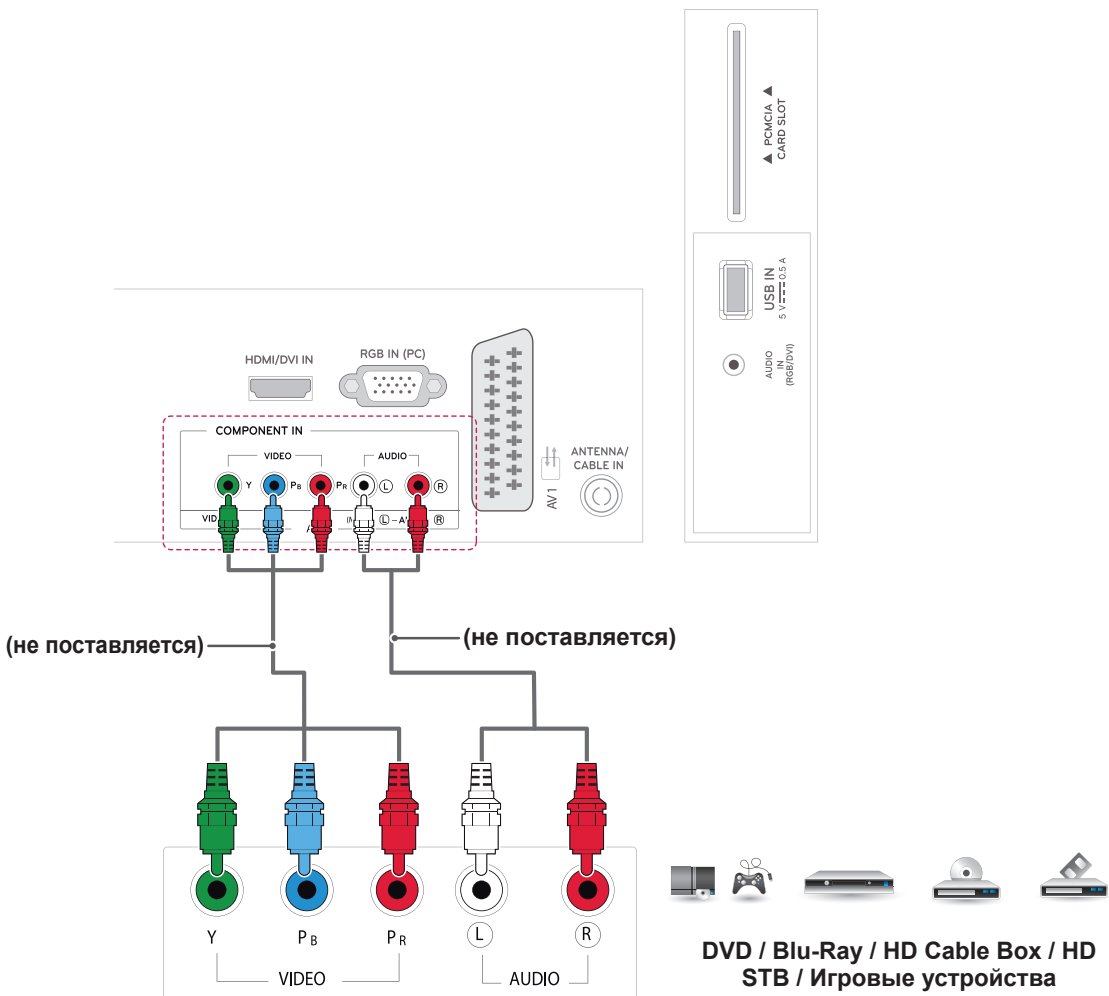 ▲ PCMCIA ▲
CARD SLOT
USB IN
5 V 0.5 A
AUDIO
IN
(RGB/DVI)
HDMI/DVI IN
RGB IN (PC)
COMPONENT IN
VIDEO
AUDIO
Y PB PR L R
L R
AV 1
ANTENNA/
CABLE IN
(не поставляется)
(не поставляется)
Y PB PR L R
VIDEO AUDIO
DVD / Blu-Ray / HD Cable Box / HD
STB / Игровые устройства